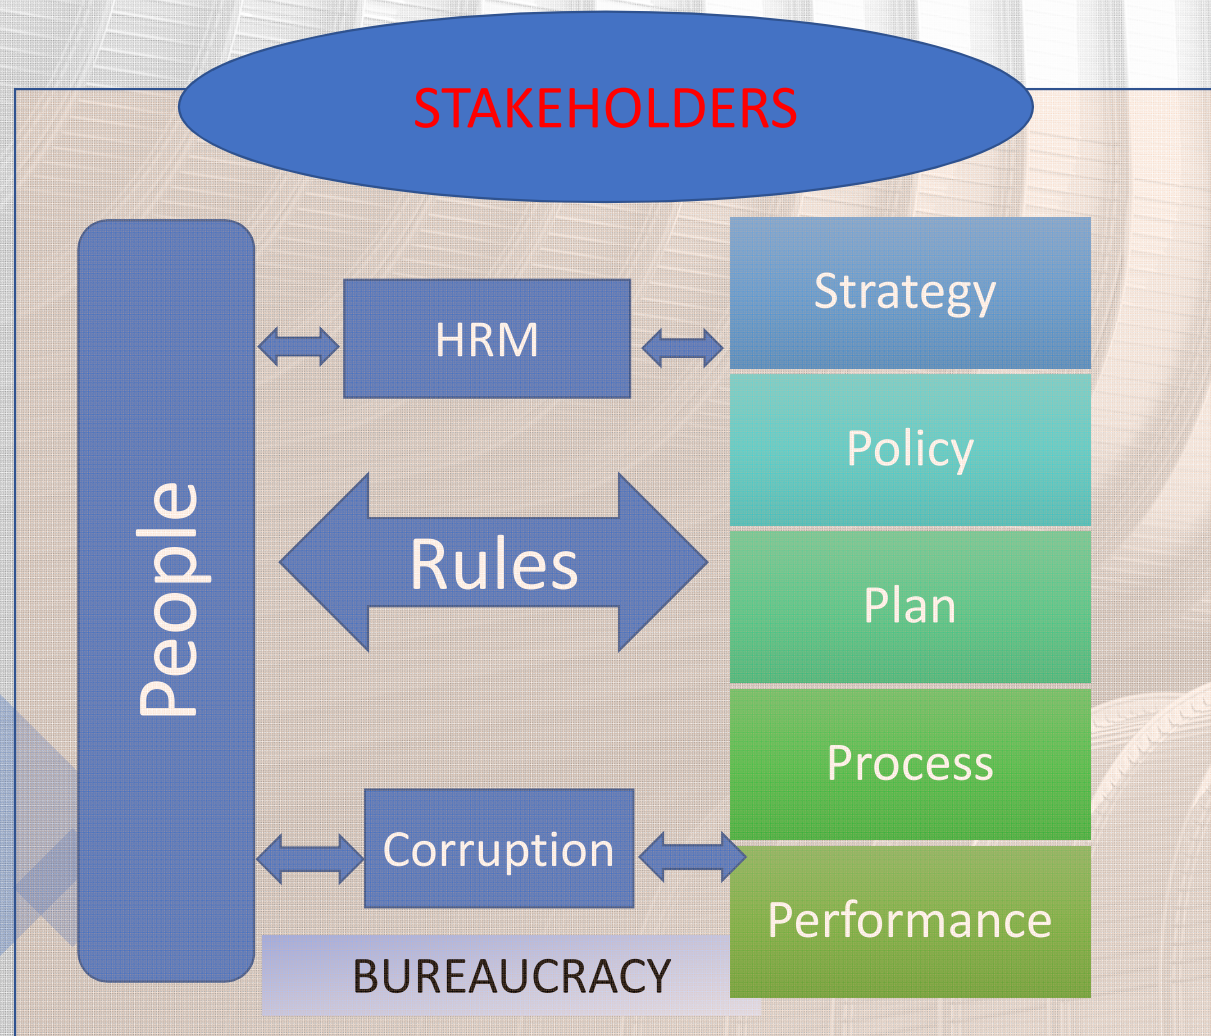 STAKEHOLDERS
People
HRM
Rules
Corruption
BUREAUCRACY
Strategy
Policy
Plan
Process
Performance